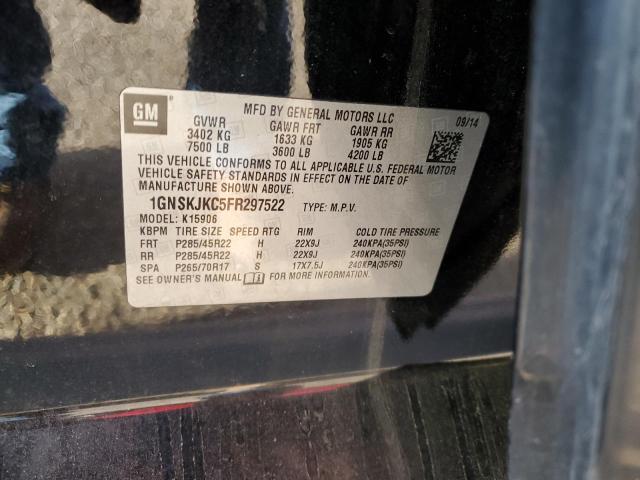 GM
MFD BY GENERAL MOTORS LLC
09/14
GVWR GAWR FRT GAWR RR
3402 KG 1633 KG 1905 KG
7500 LB 3600 LB 4200 LB
THIS VEHICLE CONFORMS TO ALL APPLICABLE U.S. FEDERAL MOTOR
VEHICLE SAFETY STANDARDS IN EFFECT ON THE DATE OF
MANUFACTURE SHOWN ABOVE.
1GNSKJKC5FR297522 TYPE: M.P.V.
MODEL: K15906
KBPM TIRE SIZE SPEED RTG RIM COLD TIRE PRESSURE
FRT P285/45R22 H 22X9J 240KPA(35PSI)
RR P285/45R22 H 22X9J 240KPA(35PSI)
SPA P265/70R17 S 17X7.5J 240KPA(35PSI)
SEE OWNER'S MANUAL FOR MORE INFORMATION.